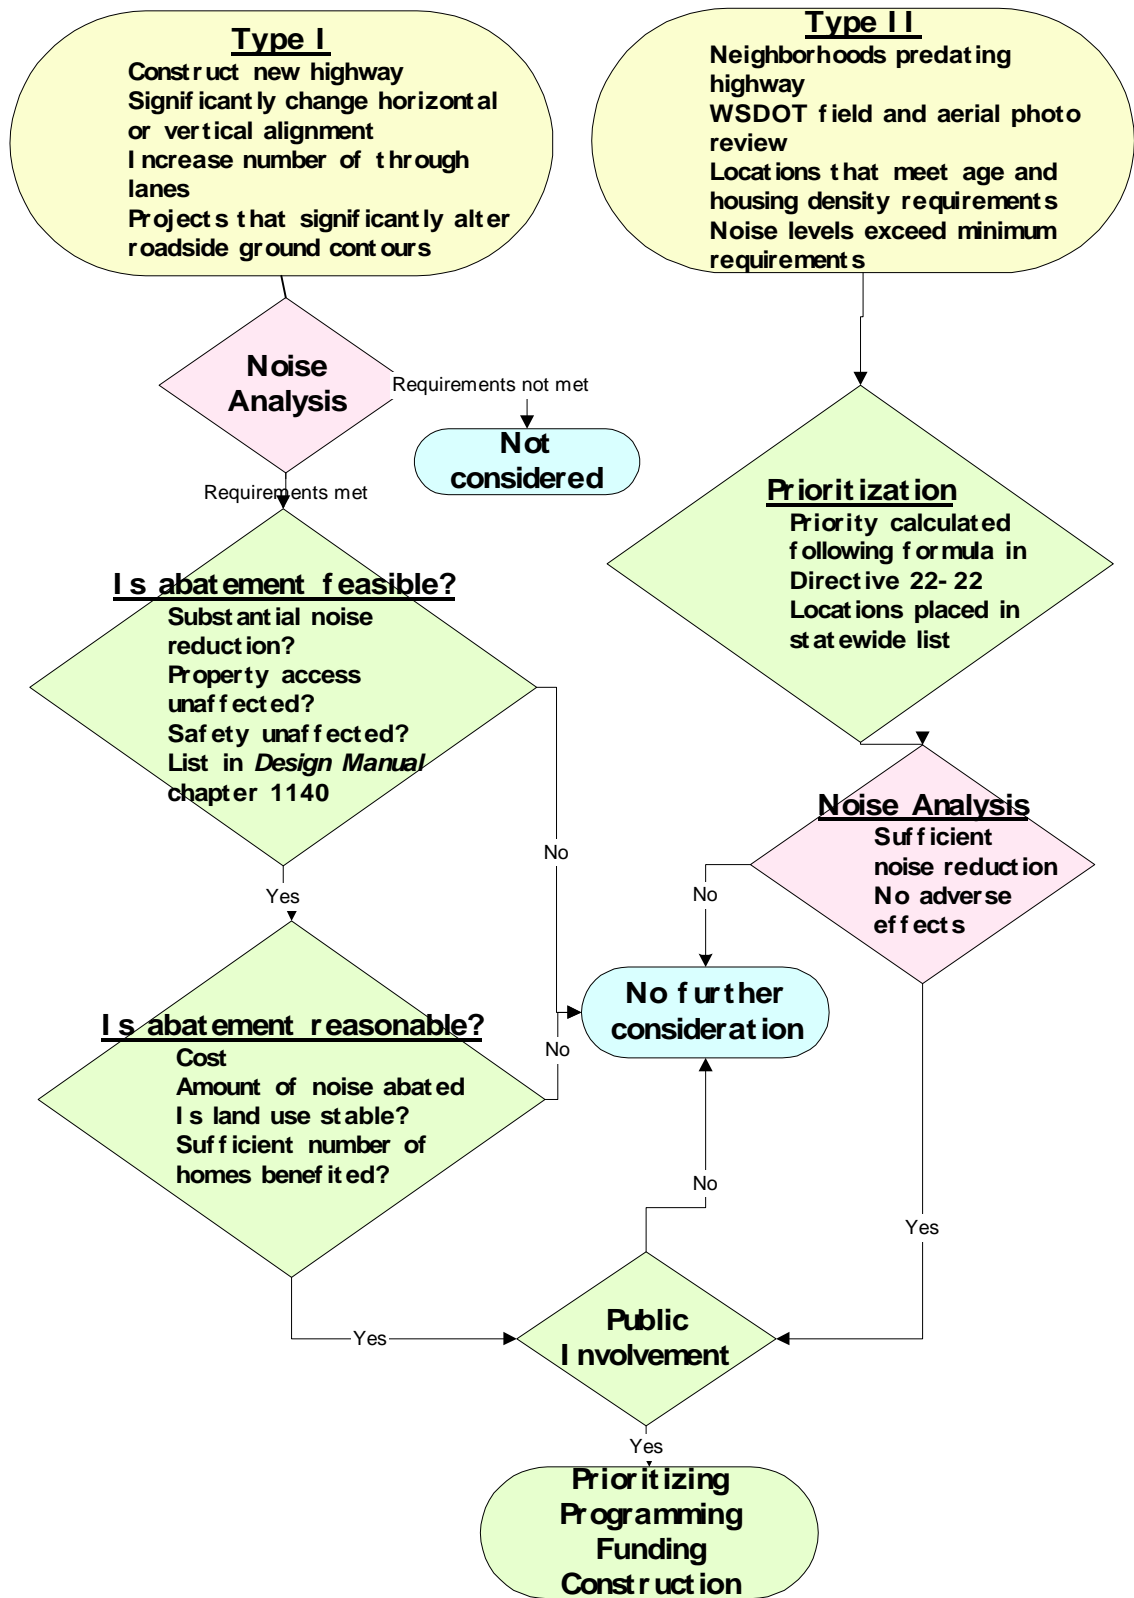 Type I
Construct new highway
Significantly change horizontal
or vertical alignment
Increase number of through
lanes
Projects that significantly alter
roadside ground contours
Type II
Neighborhoods predating
highway
WSDOT field and aerial photo
review
Locations that meet age and
housing density requirements
Noise levels exceed minimum
requirements
Noise
Analysis
Requirements not met
Not
considered
Requirements met
Prioritization
Priority calculated
following formula in
Directive 22-22
Locations placed in
statewide list
Is abatement feasible?
Substantial noise
reduction?
Property access
unaffected?
Safety unaffected?
List in Design Manual
chapter 1140
No
Yes
Noise Analysis
Sufficient
noise reduction
No adverse
effects
No
No further
consideration
Is abatement reasonable?
Cost
Amount of noise abated
Is land use stable?
Sufficient number of
homes benefited?
No
No
Yes
Yes
Public
Involvement
Yes
Prioritizing
Programming
Funding
Construction